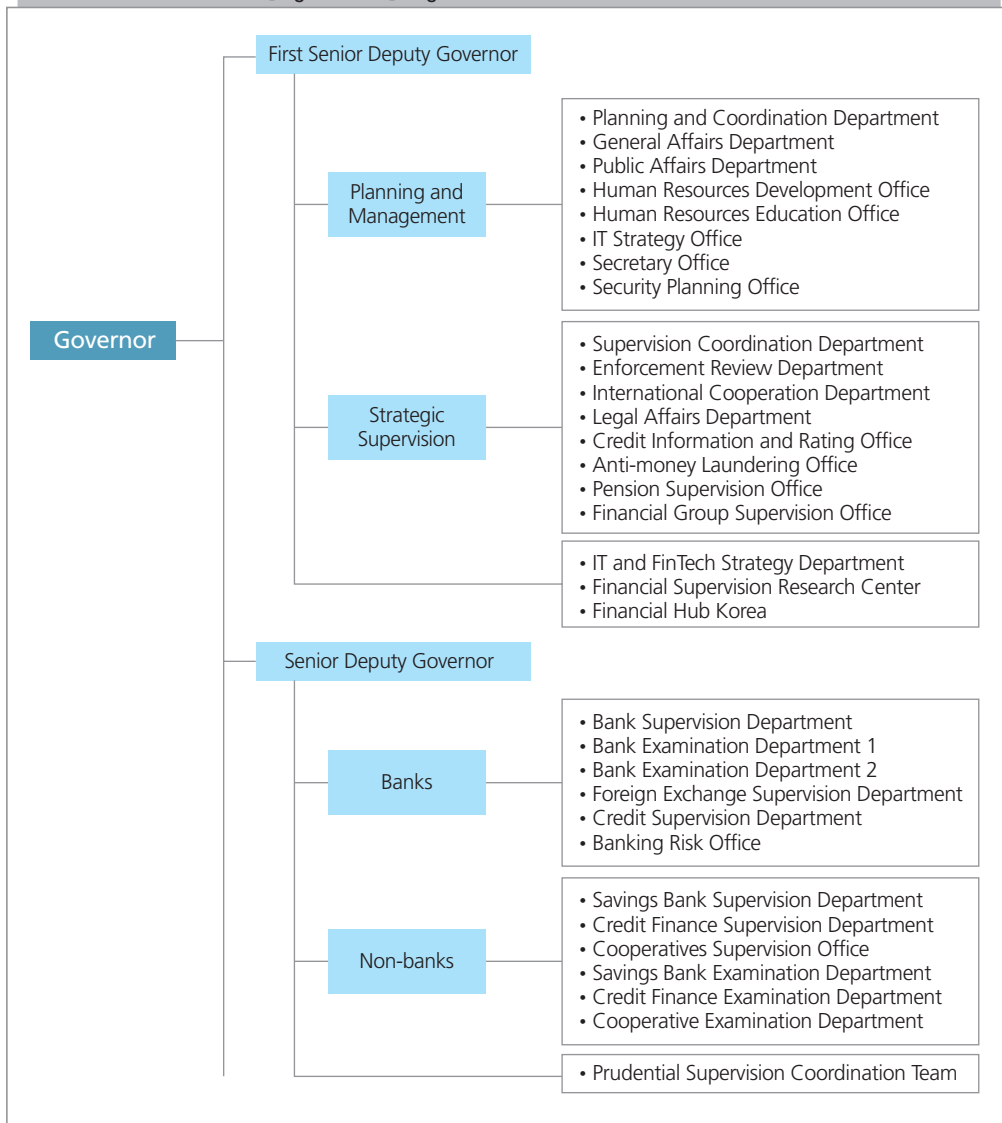 Governor
First Senior Deputy Governor
Planning and
Management
• Planning and Coordination Department
• General Affairs Department
• Public Affairs Department
• Human Resources Development Office
• Human Resources Education Office
• IT Strategy Office
• Secretary Office
• Security Planning Office
Strategic
Supervision
• Supervision Coordination Department
• Enforcement Review Department
• International Cooperation Department
• Legal Affairs Department
• Credit Information and Rating Office
• Anti-money Laundering Office
• Pension Supervision Office
• Financial Group Supervision Office
• IT and FinTech Strategy Department
• Financial Supervision Research Center
• Financial Hub Korea
Senior Deputy Governor
Banks
• Bank Supervision Department
• Bank Examination Department 1
• Bank Examination Department 2
• Foreign Exchange Supervision Department
• Credit Supervision Department
• Banking Risk Office
Non-banks
• Savings Bank Supervision Department
• Credit Finance Supervision Department
• Cooperatives Supervision Office
• Savings Bank Examination Department
• Credit Finance Examination Department
• Cooperative Examination Department
• Prudential Supervision Coordination Team